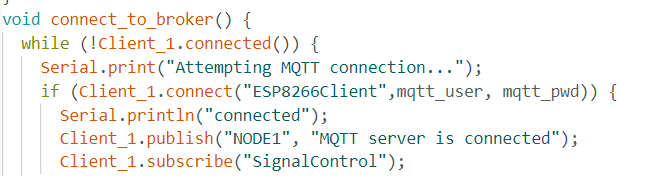 void connect_to_broker() {
  while (!Client_1.connected()) {
    Serial.print("Attempting MQTT connection...");
    if (Client_1.connect("ESP8266Client",mqtt_user, mqtt_pwd)) {
      Serial.println("connected");
      Client_1.publish("NODE1", "MQTT server is connected");
      Client_1.subscribe("SignalControl");